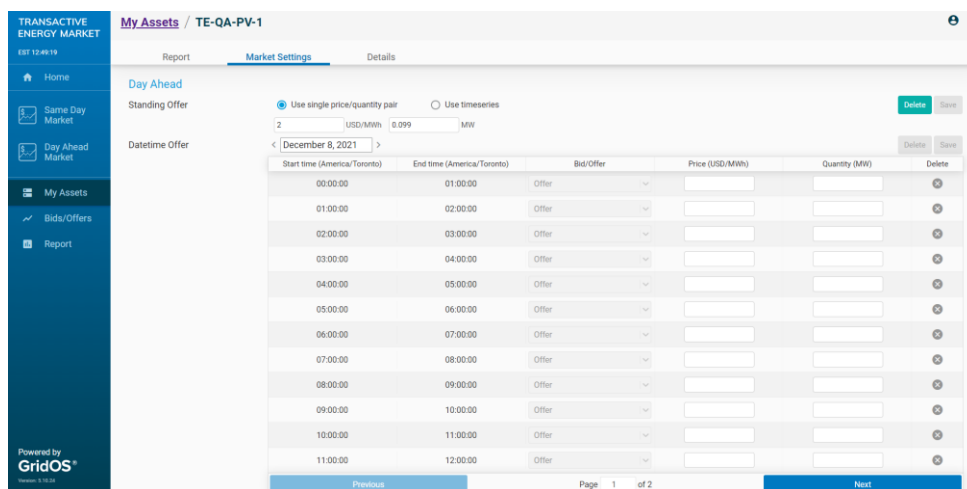 TRANSACTIVE
ENERGY MARKET
EST 12:49:19
Home
Same Day
Market
Day Ahead
Market
My Assets
Bids/Offers
Report
Powered by
GridOS®
Version: 5.10.24
My Assets / TE-QA-PV-1
Report Market Settings Details
Day Ahead
Standing Offer Use single price/quantity pair Use timeseries Delete Save
2 USD/MWh 0.099 MW
Datetime Offer < December 8, 2021 > Delete Save
Start time (America/Toronto) End time (America/Toronto) Bid/Offer Price (USD/MWh) Quantity (MW) Delete
00:00:00 01:00:00 Offer
01:00:00 02:00:00 Offer
02:00:00 03:00:00 Offer
03:00:00 04:00:00 Offer
04:00:00 05:00:00 Offer
05:00:00 06:00:00 Offer
06:00:00 07:00:00 Offer
07:00:00 08:00:00 Offer
08:00:00 09:00:00 Offer
09:00:00 10:00:00 Offer
10:00:00 11:00:00 Offer
11:00:00 12:00:00 Offer
Previous Page 1 of 2 Next